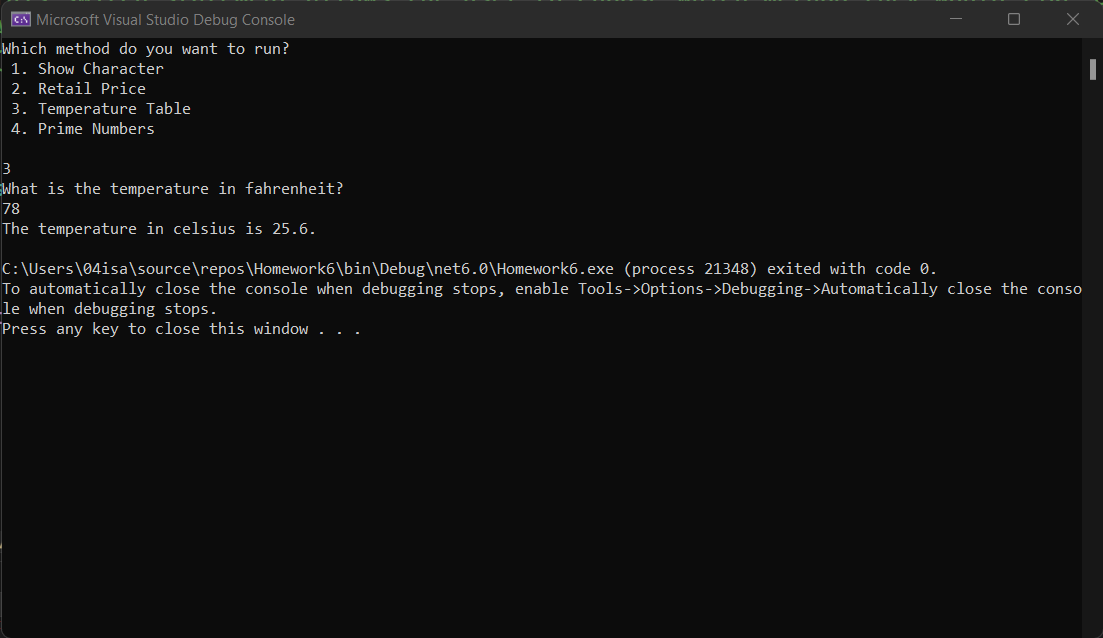 Microsoft Visual Studio Debug Console
Which method do you want to run?
1. Show Character
2. Retail Price
3. Temperature Table
4. Prime Numbers
3
What is the temperature in fahrenheit?
78
The temperature in celsius is 25.6.
C:\Users\04isa\source\repos\Homework6\bin\Debug\net6.0\Homework6.exe (process 21348) exited with code 0.
To automatically close the console when debugging stops, enable Tools->Options->Debugging->Automatically close the conso
le when debugging stops.
Press any key to close this window . . .